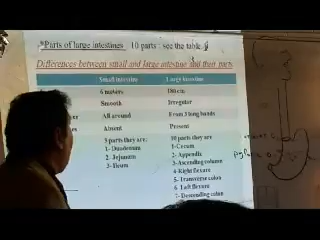 *Parts of large intestines 10 parts : see the table
Differences between small and large intestine and their parts
Small intestine Large intestine
6 meters 180 cm
Smooth Irregular
All around From 3 long bands
Absent Present
3 parts they are. 10 parts they are:
1- Duodenum 1-Cecum
2- Jejunum 2- Appendix
3- Ileum 3-Ascending colon
4-Right flexure
5- Transverse colon
6- Left flexure
7- Descending colon